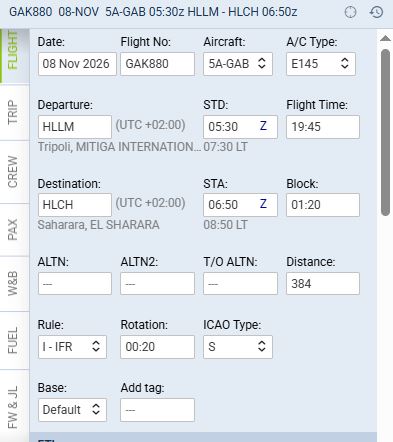 GAK880 08-NOV 5A-GAB 05:30z HLLM - HLCH 06:50z
FLIGHT
TRIP
CREW
PAX
W&B
FUEL
FW & JL
Date: Flight No: Aircraft: A/C Type:
08 Nov 2026 GAK880 5A-GAB E145
Departure: STD: Flight Time:
HLLM (UTC +02:00) 05:30 Z 19:45
Tripoli, MITIGA INTERNATION... 07:30 LT
Destination: STA: Block:
HLCH (UTC +02:00) 06:50 Z 01:20
Saharara, EL SHARARA 08:50 LT
ALTN: ALTN2: T/O ALTN: Distance:
--- --- --- 384
Rule: Rotation: ICAO Type:
I - IFR 00:20 S
Base: Add tag:
Default ---